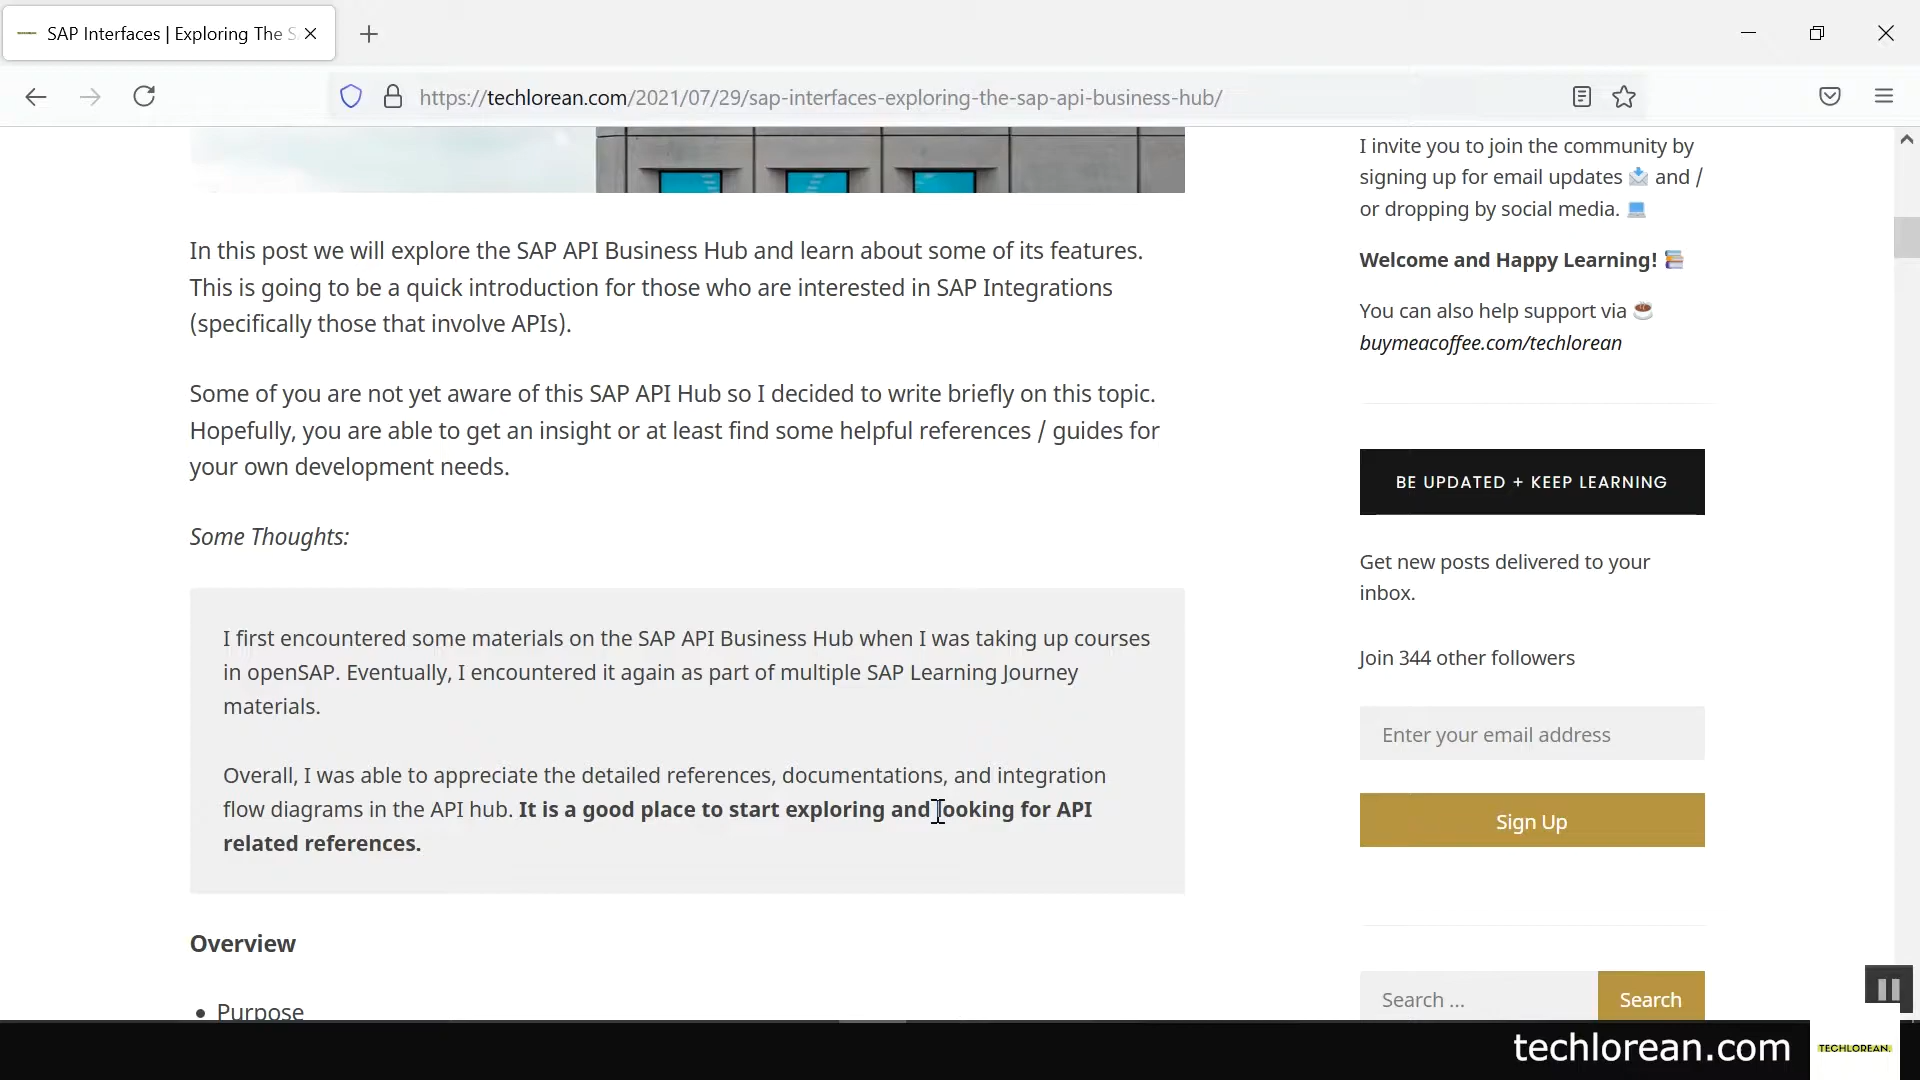 SAP Interfaces | Exploring The S
https://techlorean.com/2021/07/29/sap-interfaces-exploring-the-sap-api-business-hub/
In this post we will explore the SAP API Business Hub and learn about some of its features.
This is going to be a quick introduction for those who are interested in SAP Integrations
(specifically those that involve APIs).
Some of you are not yet aware of this SAP API Hub so I decided to write briefly on this topic.
Hopefully, you are able to get an insight or at least find some helpful references / guides for
your own development needs.
Some Thoughts:
I first encountered some materials on the SAP API Business Hub when I was taking up courses
in openSAP. Eventually, I encountered it again as part of multiple SAP Learning Journey
materials.
Overall, I was able to appreciate the detailed references, documentations, and integration
flow diagrams in the API hub. It is a good place to start exploring and looking for API
related references.
Overview
• Purpose
I invite you to join the community by
signing up for email updates 📩 and /
or dropping by social media. 💻
Welcome and Happy Learning! 📚
You can also help support via ☕
buymeacoffee.com/techlorean
BE UPDATED + KEEP LEARNING
Get new posts delivered to your
inbox.
Join 344 other followers
Enter your email address
Sign Up
Search ...
Search
techlorean.com
TECHLOREAN.